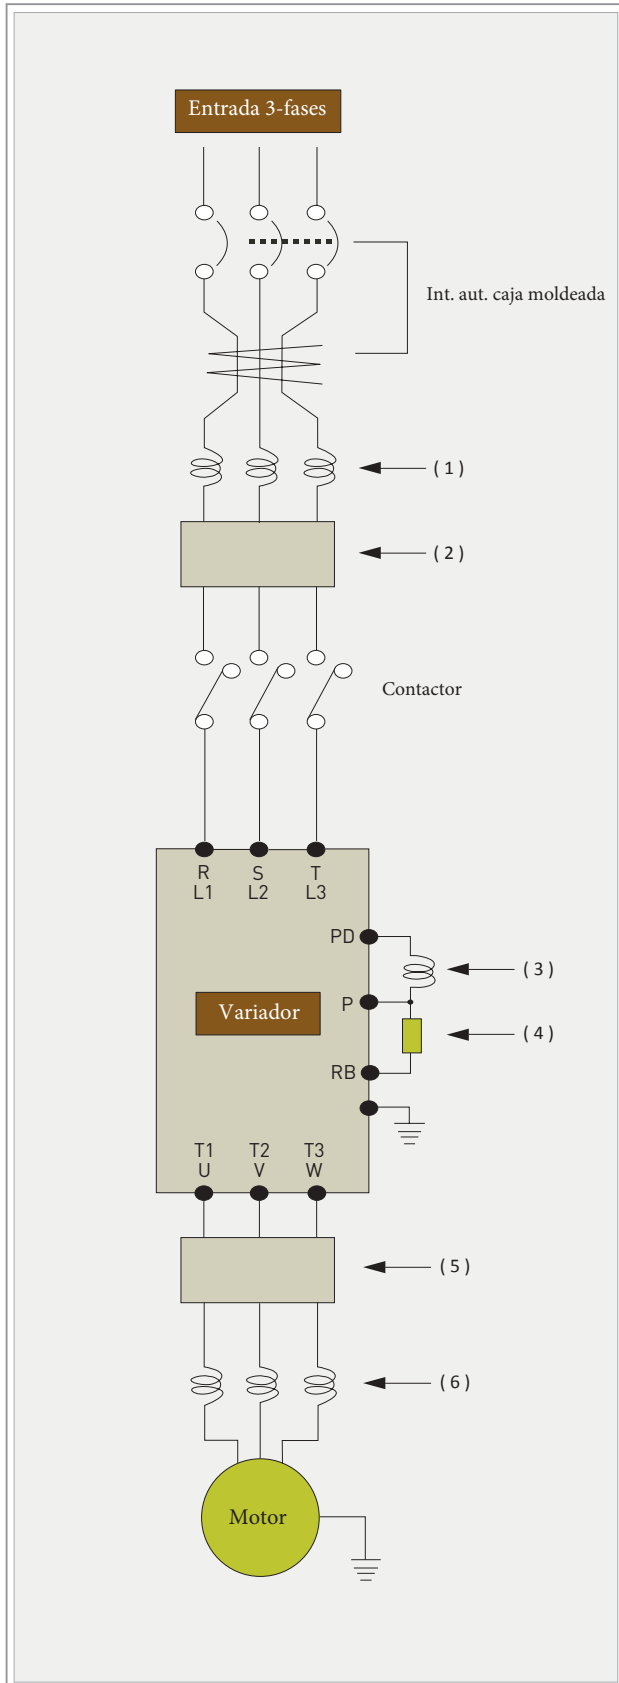 Entrada 3-fases
Int. aut. caja moldeada
( 1 )
( 2 )
Contactor
R S T
L1 L2 L3
PD
( 3 )
P
Variador
( 4 )
RB
T1 T2 T3
U V W
( 5 )
( 6 )
Motor